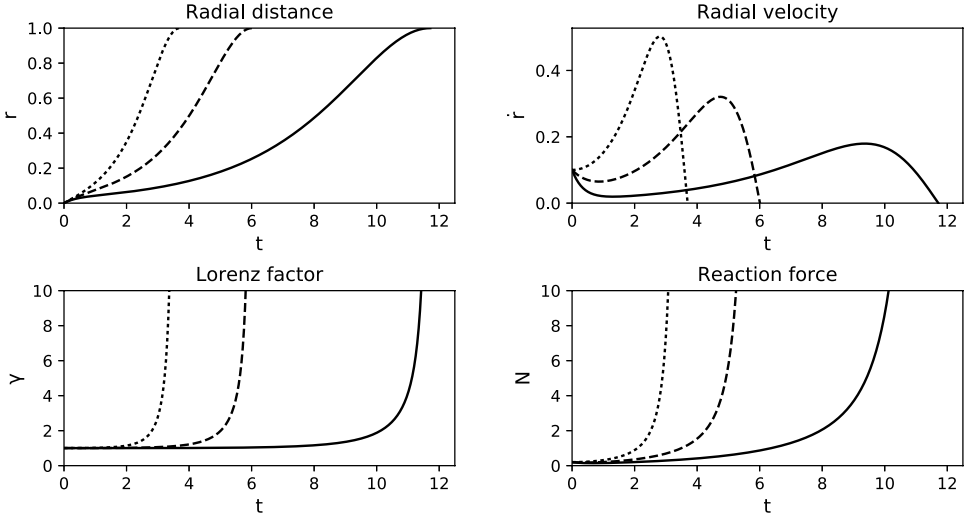 Radial distance
1.0
0.8
0.6
0.4
0.2
0.0
r
0 2 4 6 8 10 12
t
Radial velocity
0.4
0.2
0.0
ṙ
0 2 4 6 8 10 12
t
Lorenz factor
10
8
6
4
2
0
γ
0 2 4 6 8 10 12
t
Reaction force
10
8
6
4
2
0
N
0 2 4 6 8 10 12
t